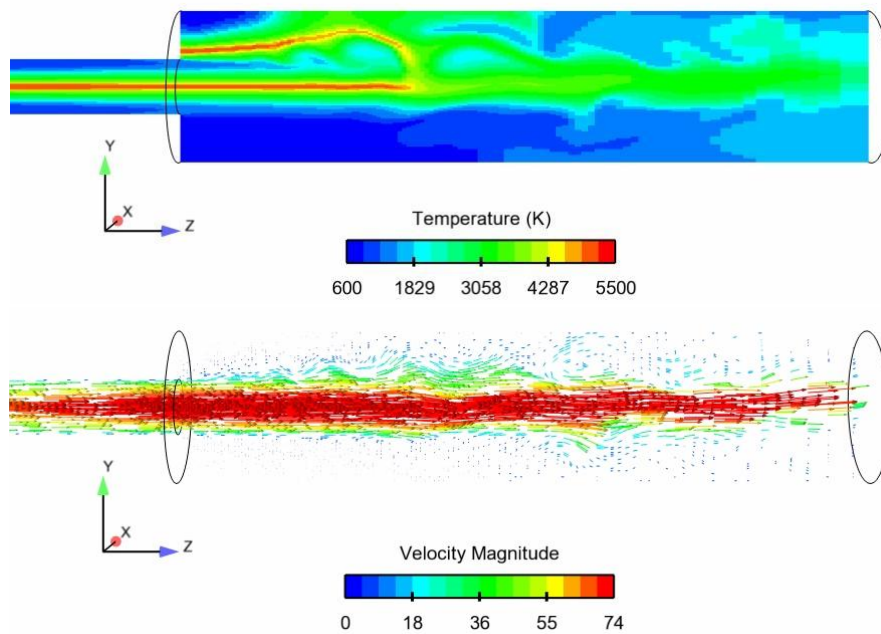 Y
X
Z
Temperature (K)
600 1829 3058 4287 5500
Y
X
Z
Velocity Magnitude
0 18 36 55 74